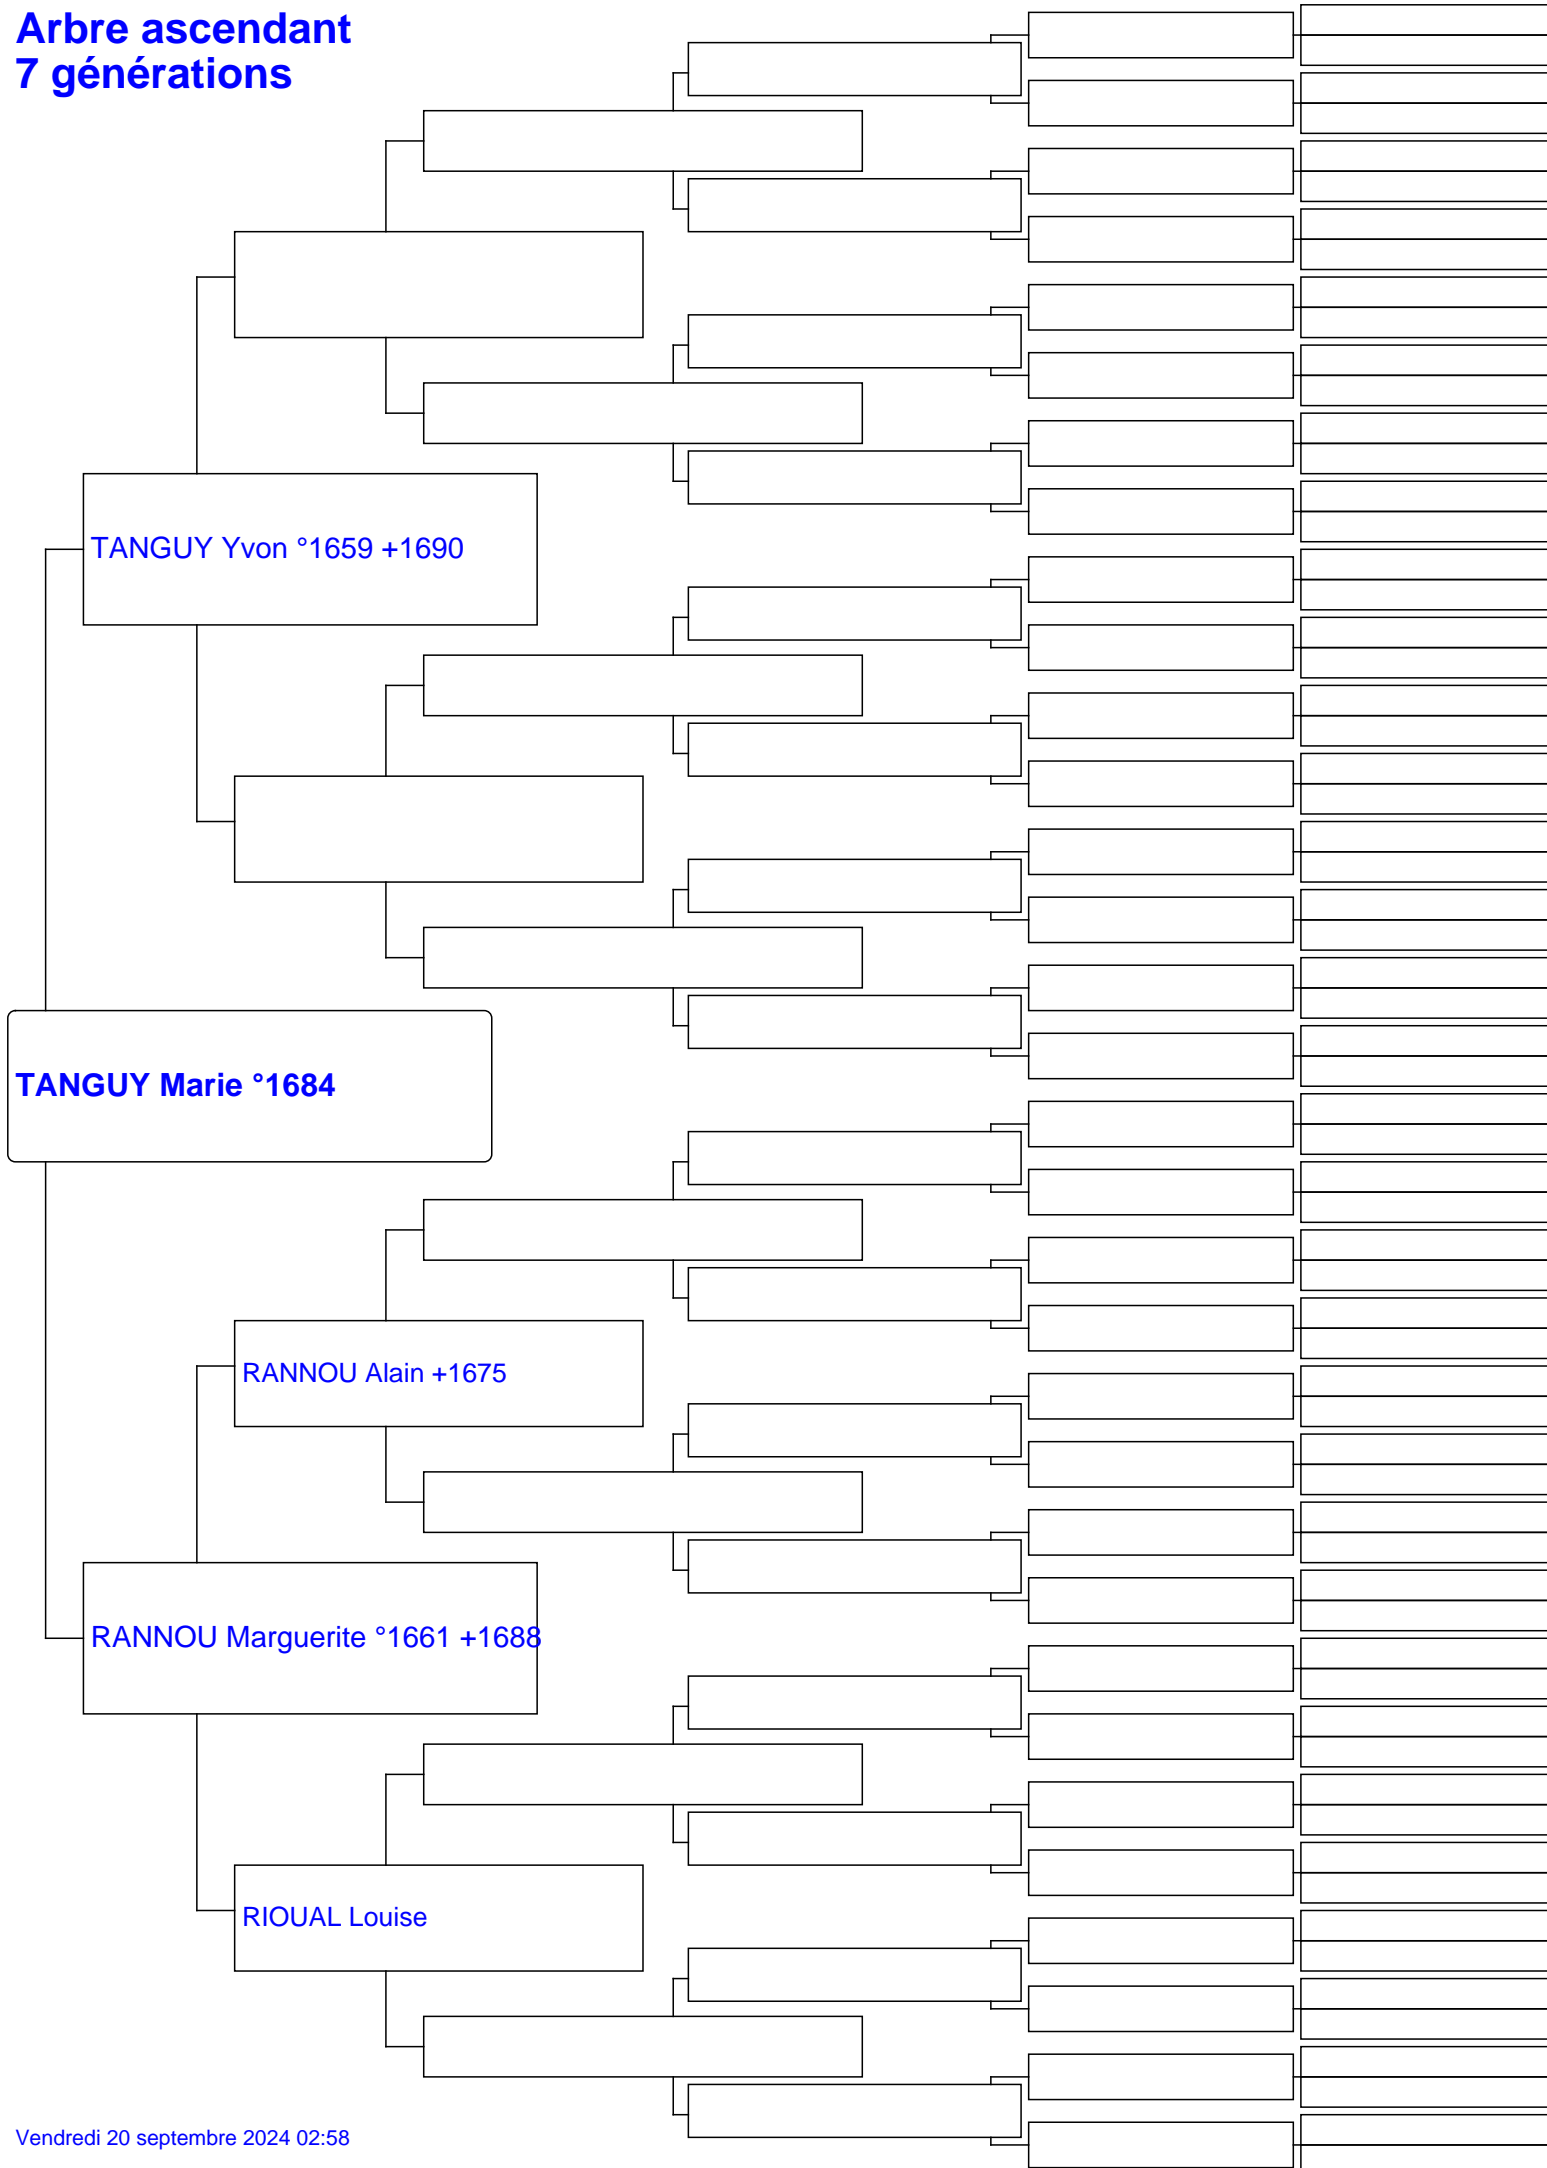 Arbre ascendant
7 générations
TANGUY Yvon °1659 +1690
TANGUY Marie °1684
RANNOU Alain +1675
RANNOU Marguerite °1661 +1688
RIOUAL Louise
Vendredi 20 septembre 2024 02:58